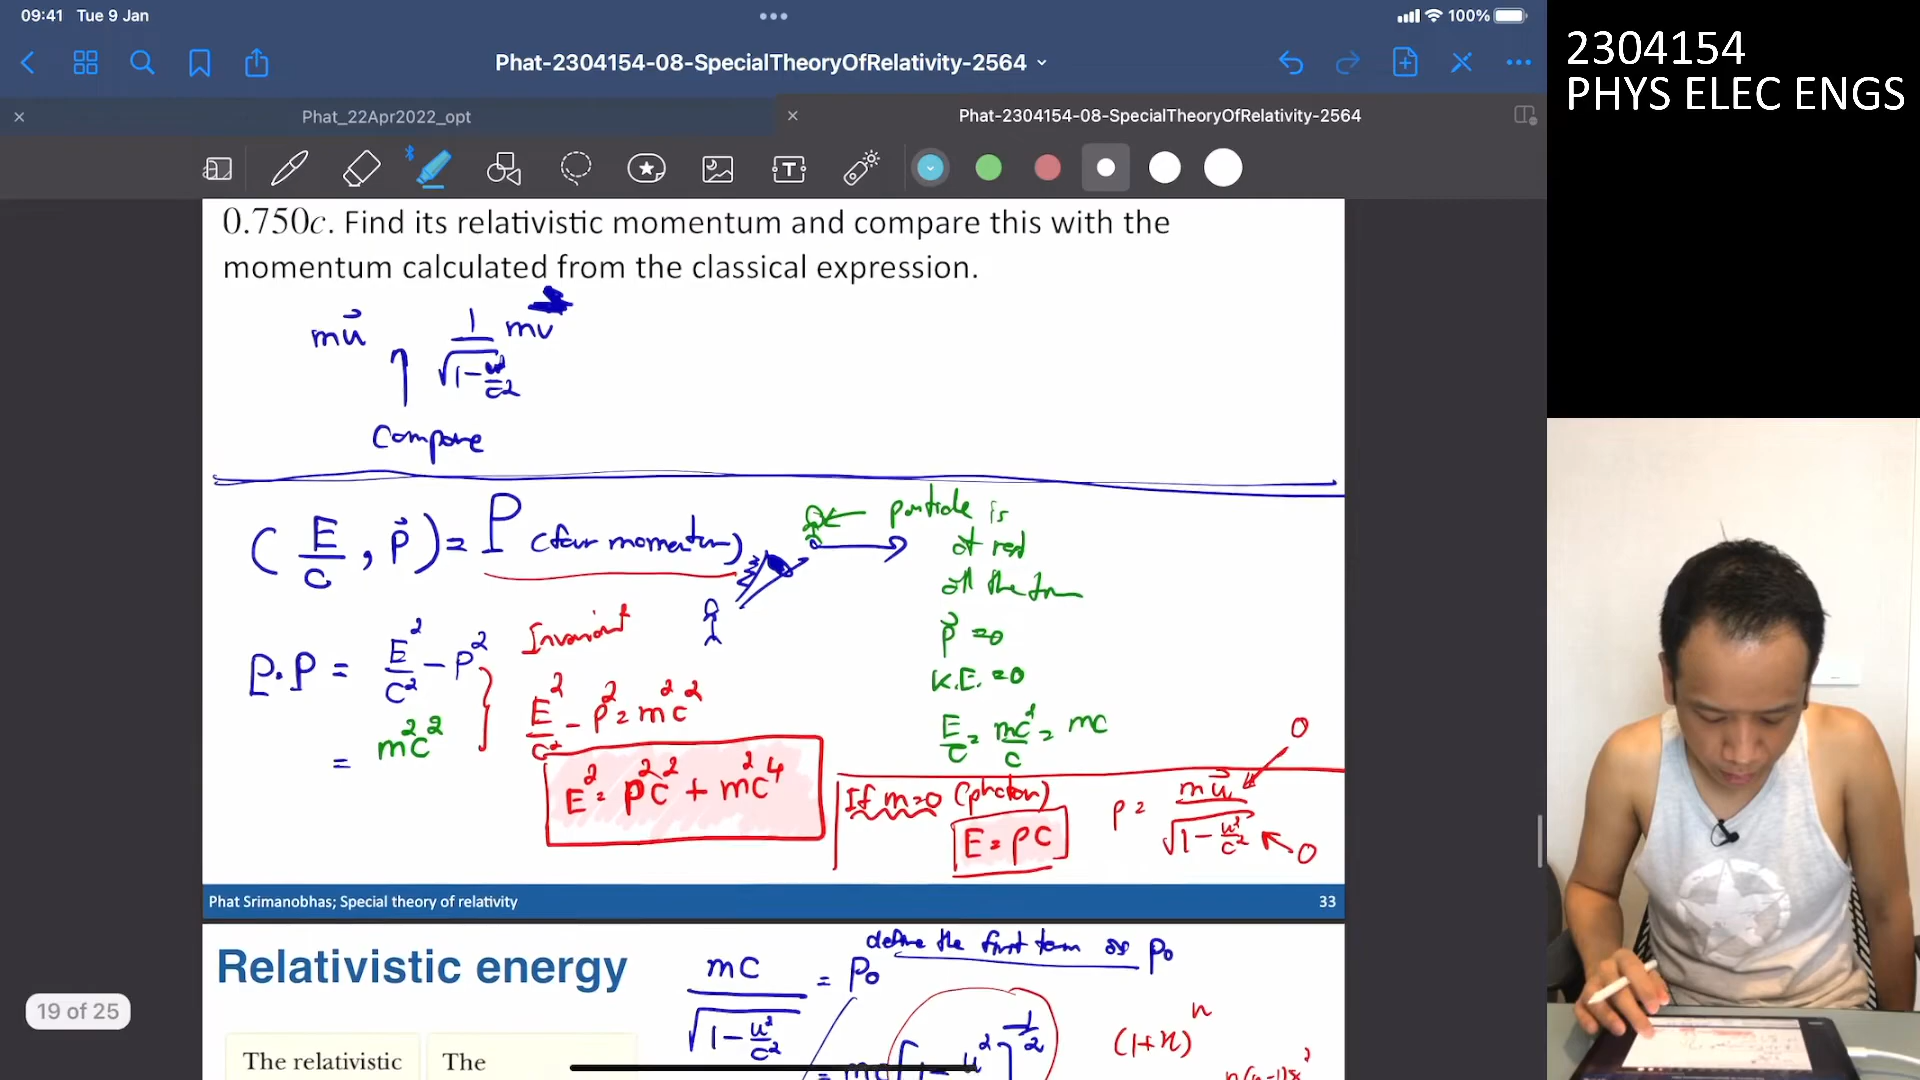 09:41 Tue 9 Jan
100%
Phat-2304154-08-SpecialTheoryOfRelativity-2564
2304154
PHYS ELEC ENGS
Phat_22Apr2022_opt
Phat-2304154-08-SpecialTheoryOfRelativity-2564
0.750c. Find its relativistic momentum and compare this with the
momentum calculated from the classical expression.
mu⃗
1/√(1-u²/c²) mv
Compare
(E/c, p⃗) = P (four momentum)
particle is
at rest
all the time
p⃗ = 0
K.E. = 0
E/c = mc²/c = mc
P·P = E²/c² - p²
= m²c²
Invariant
E²/c² - p² = m²c²
E² = p²c² + m²c⁴
If m=0 (photon)
E = pc
p = mu⃗/√(1-u²/c²)
0
0
Phat Srimanobhas; Special theory of relativity
33
Relativistic energy
define the first term as p₀
mc/√(1-u²/c²) = p₀
(1+x)ⁿ
19 of 25
The relativistic
The